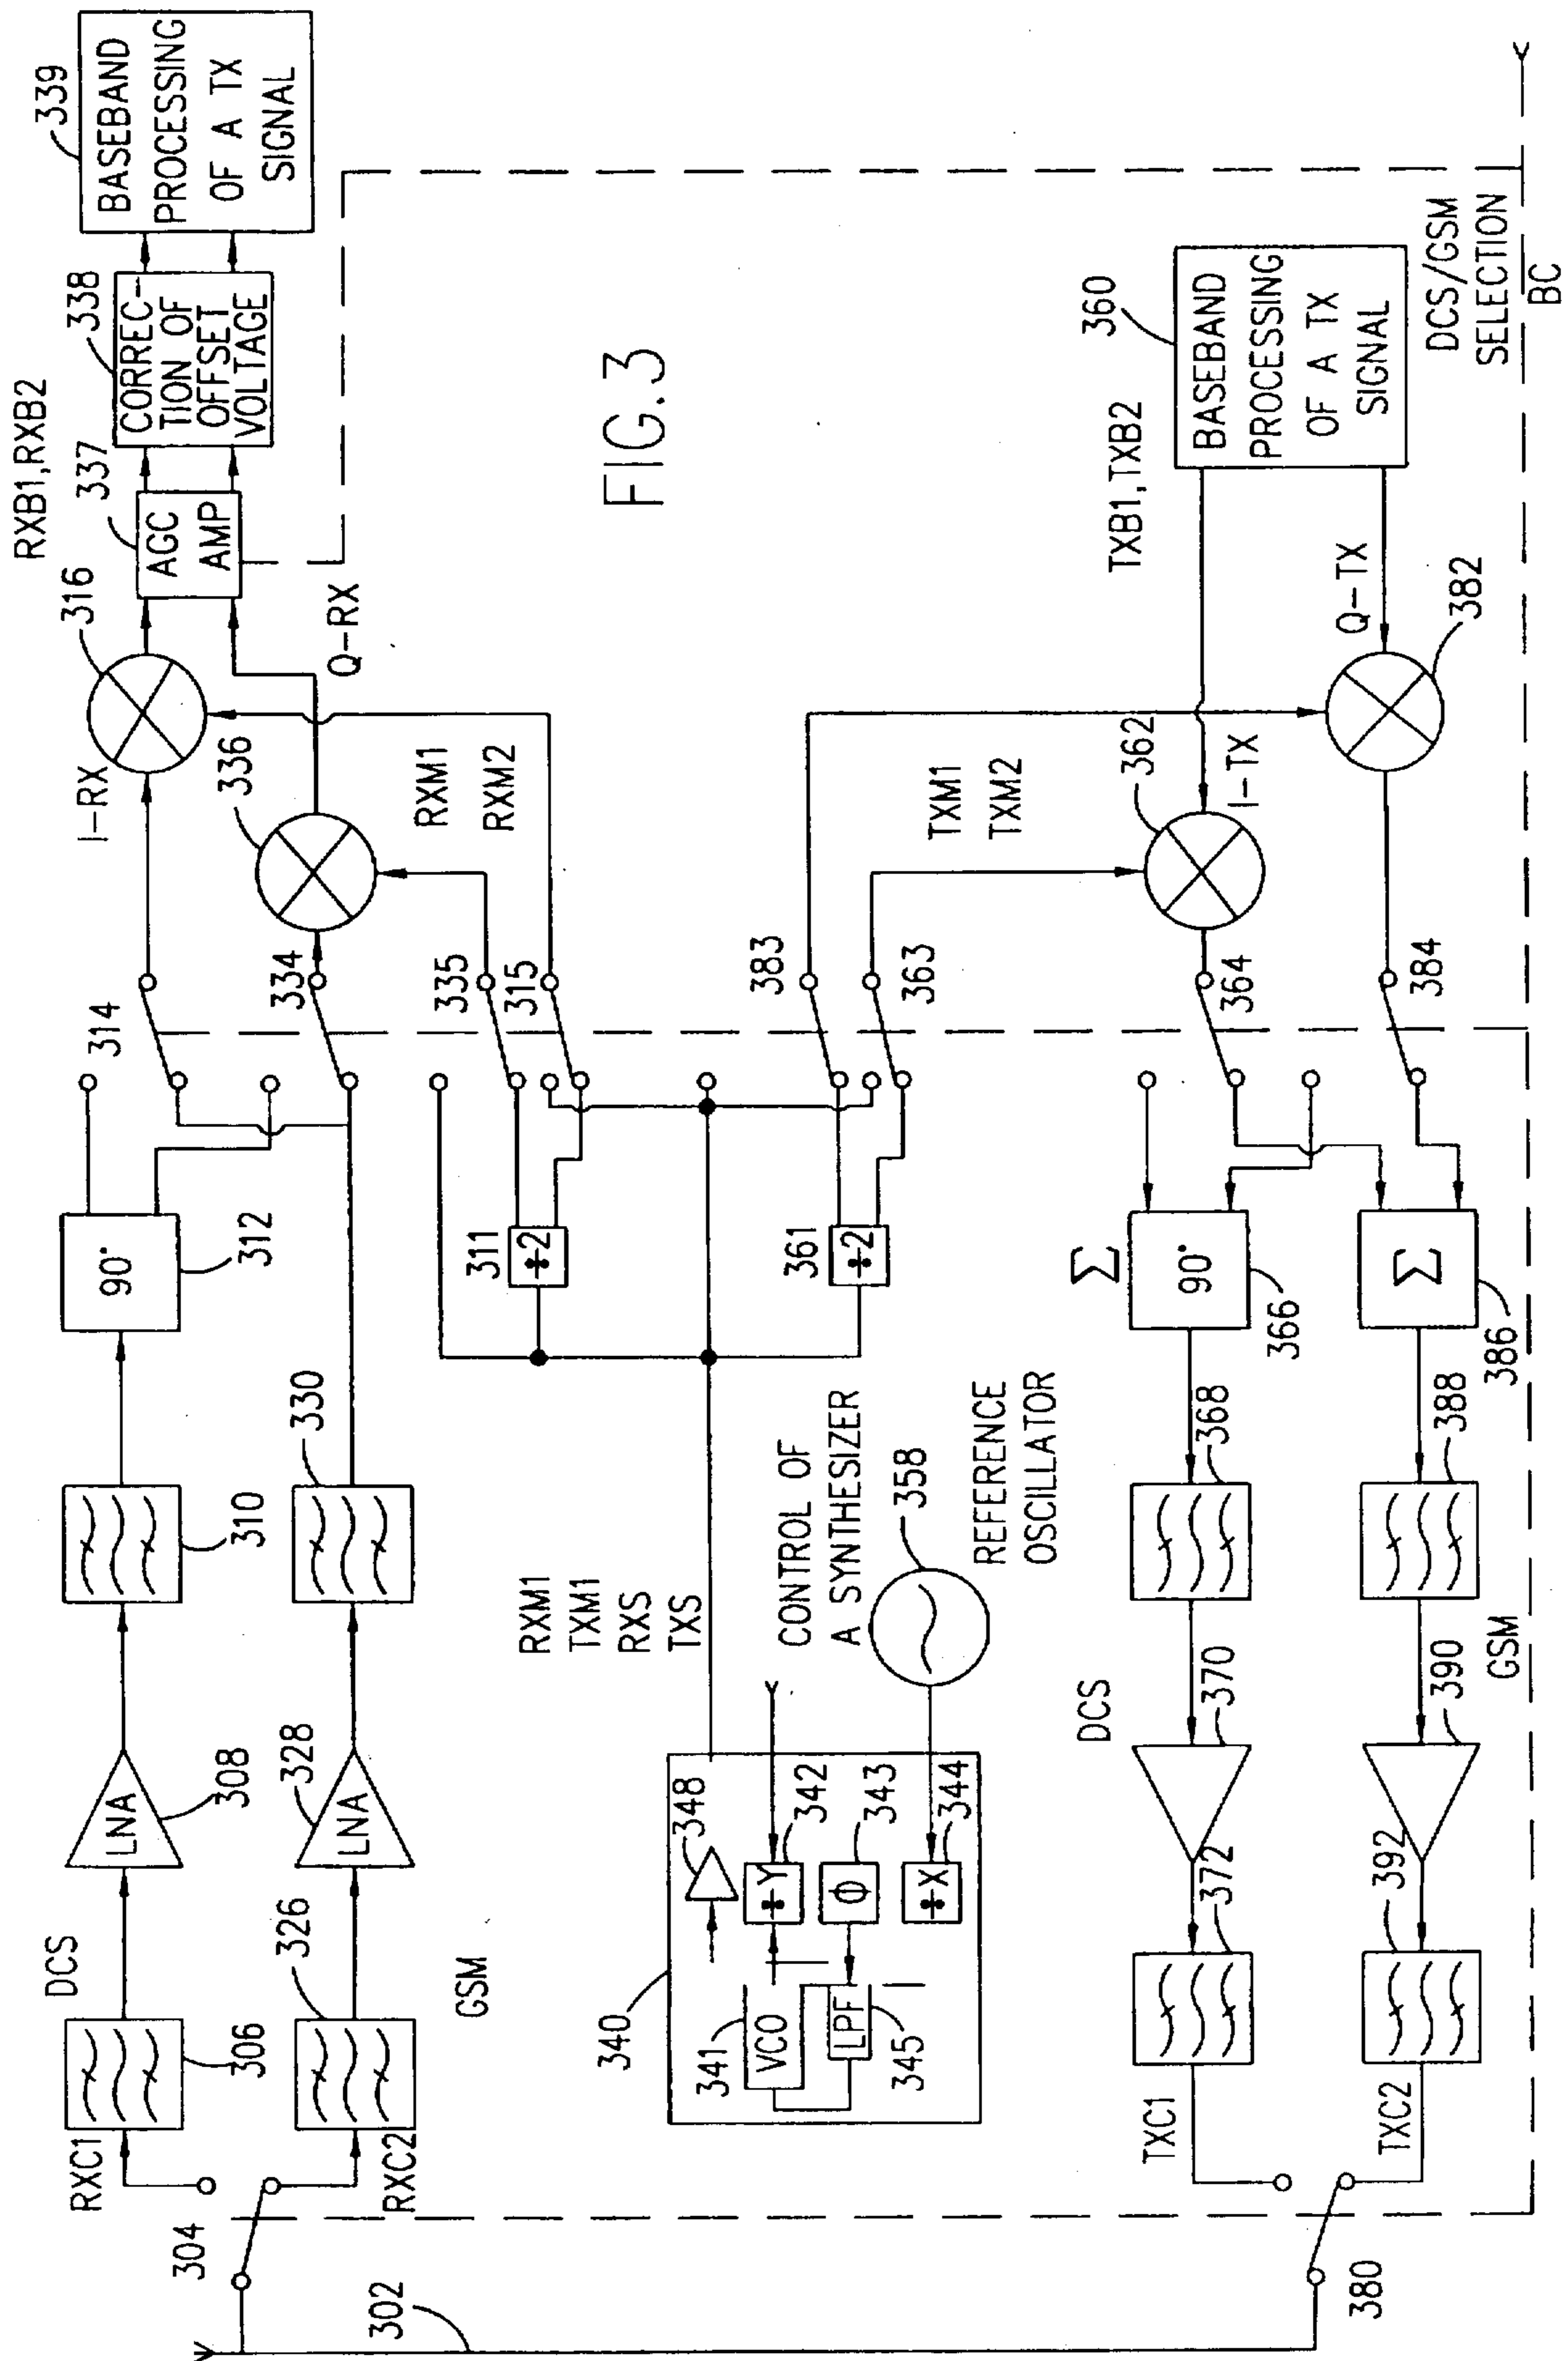 RXB1,RXB2
339
BASEBAND
PROCESSING
OF A TX
SIGNAL
338
CORREC-
TION OF
OFFSET
VOLTAGE
337
AGC
AMP
316
I-RX
Q-RX
336
RXM1
RXM2
314
334
335
315
90°
312
310
330
LNA
308
LNA
328
DCS
306
326
GSM
RXC1
RXC2
304
302
FIG.3
311
÷2
361
÷2
383
363
TXM1
TXM2
RXM1
TXM1
RXS
TXS
CONTROL OF
A SYNTHESIZER
358
REFERENCE
OSCILLATOR
340
348
÷Y
342
ϕ
343
÷X
344
341
VCO
LPF
345
360
BASEBAND
PROCESSING
OF A TX
SIGNAL
TXB1,TXB2
I-TX
Q-TX
362
382
364
384
Σ
90°
366
Σ
386
368
388
DCS
370
390
GSM
372
392
TXC1
TXC2
380
DCS/GSM
SELECTION
BC